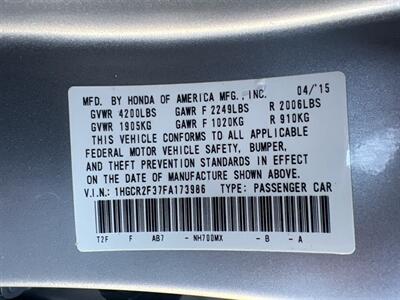 MFD. BY HONDA OF AMERICA MFG., INC. 04/'15
GVWR 4200LBS GAWR F 2249LBS R 2006LBS
GVWR 1905KG GAWR F 1020KG R 910KG
THIS VEHICLE CONFORMS TO ALL APPLICABLE
FEDERAL MOTOR VEHICLE SAFETY, BUMPER,
AND THEFT PREVENTION STANDARDS IN EFFECT
ON THE DATE OF MANUFACTURE SHOWN ABOVE.
V.I.N.: 1HGCR2F37FA173986 TYPE: PASSENGER CAR
T2F F AB7 -NH700MX -B -A